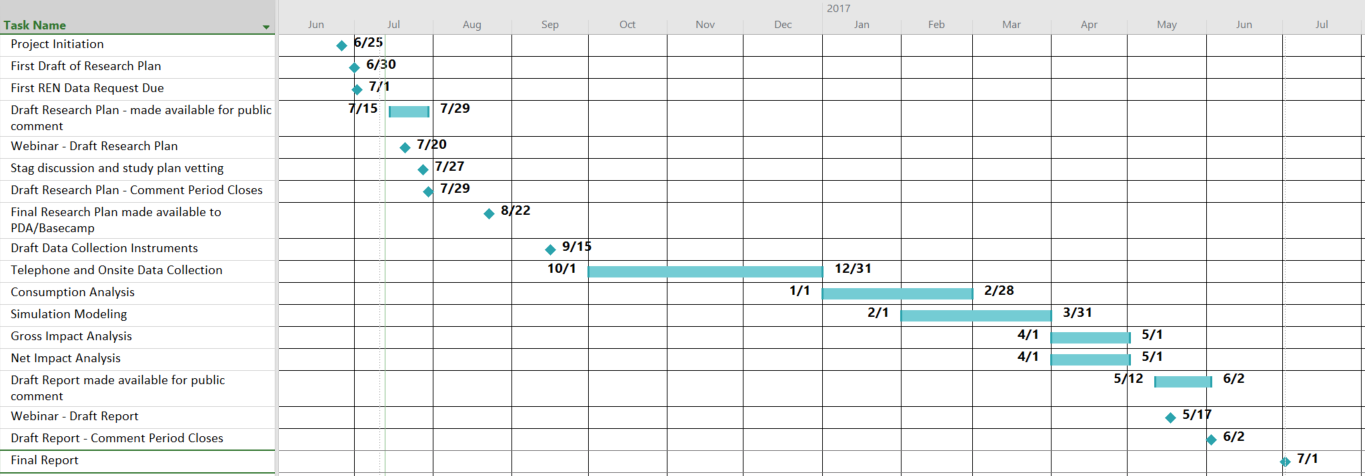 2017
Task Name
Jun Jul Aug Sep Oct Nov Dec Jan Feb Mar Apr May Jun Jul
Project Initiation 6/25
First Draft of Research Plan 6/30
First REN Data Request Due 7/1
Draft Research Plan - made available for public 7/15 7/29
comment
Webinar - Draft Research Plan 7/20
Stag discussion and study plan vetting 7/27
Draft Research Plan - Comment Period Closes 7/29
Final Research Plan made available to 8/22
PDA/Basecamp
Draft Data Collection Instruments 9/15
Telephone and Onsite Data Collection 10/1 12/31
Consumption Analysis 1/1 2/28
Simulation Modeling 2/1 3/31
Gross Impact Analysis 4/1 5/1
Net Impact Analysis 4/1 5/1
Draft Report made available for public 5/12 6/2
comment
Webinar - Draft Report 5/17
Draft Report - Comment Period Closes 6/2
Final Report 7/1